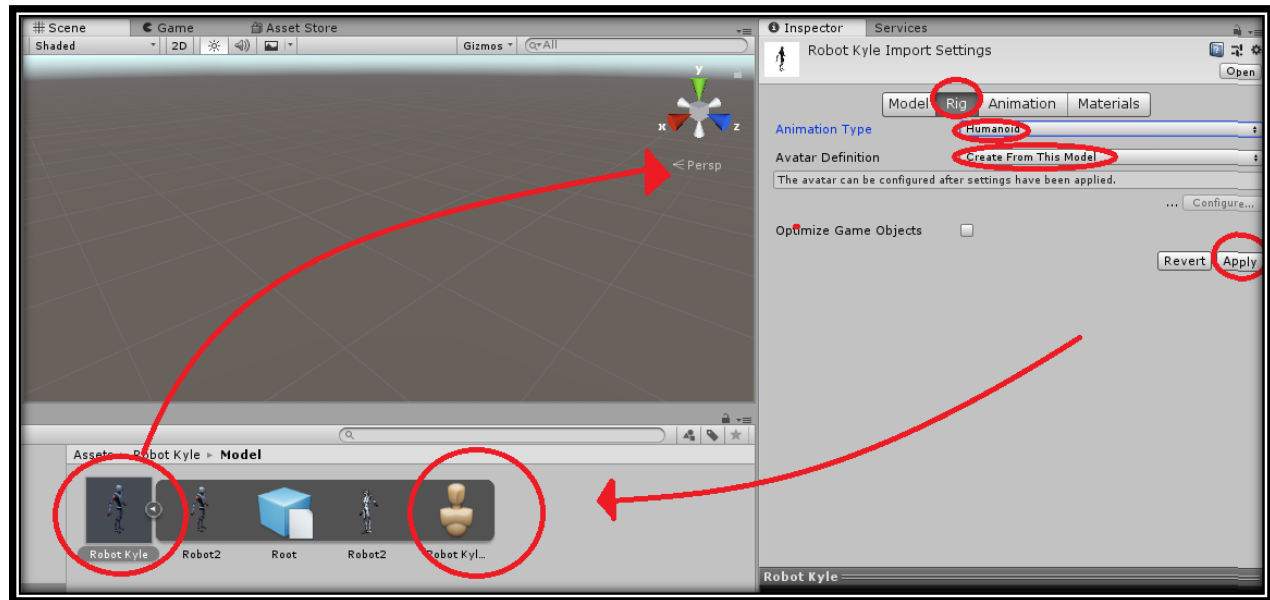 Scene Game Asset Store
Shaded 2D Gizmos All
y
x z
Persp
Assets Robot Kyle Model
Robot Kyle Robot2 Root Robot2 Robot Kyl...
Inspector Services
Robot Kyle Import Settings
Open
Model Rig Animation Materials
Animation Type Humanoid
Avatar Definition Create From This Model
The avatar can be configured after settings have been applied.
... Configure...
Optimize Game Objects
Revert Apply
Robot Kyle